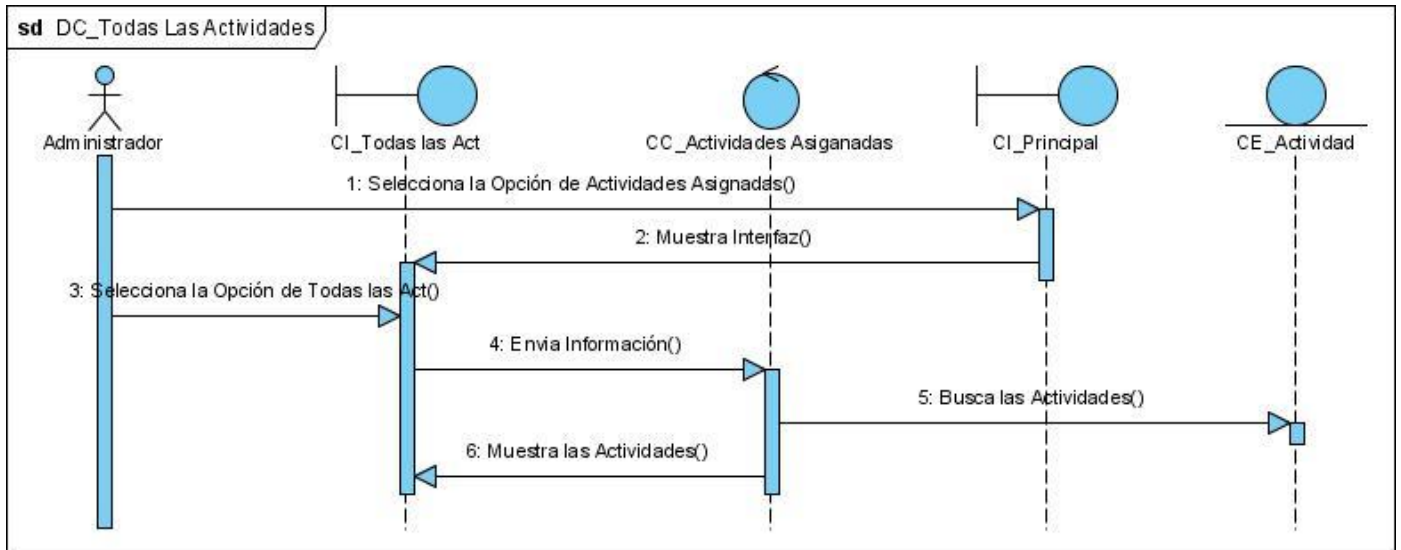 sd DC_Todas Las Actividades
Administrador
CI_Todas las Act
CC_Actividades Asiganadas
CI_Principal
CE_Actividad
1: Selecciona la Opción de Actividades Asignadas()
2: Muestra Interfaz()
3: Selecciona la Opción de Todas las Act()
4: Envia Información()
5: Busca las Actividades()
6: Muestra las Actividades()